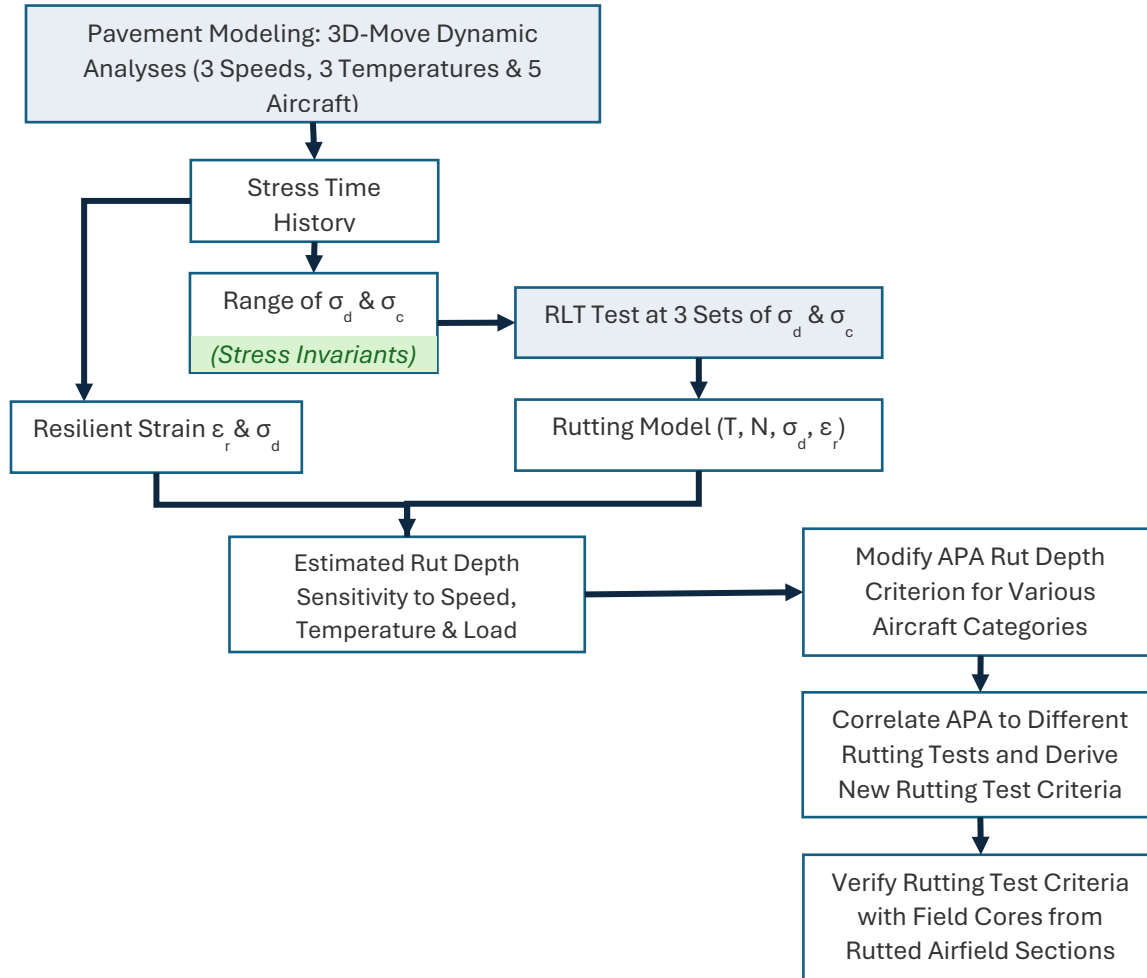 Pavement Modeling: 3D-Move Dynamic
Analyses (3 Speeds, 3 Temperatures & 5
Aircraft)
Stress Time
History
Range of σd & σc
(Stress Invariants)
RLT Test at 3 Sets of σd & σc
Resilient Strain εr & σd
Rutting Model (T, N, σd, εr)
Estimated Rut Depth
Sensitivity to Speed,
Temperature & Load
Modify APA Rut Depth
Criterion for Various
Aircraft Categories
Correlate APA to Different
Rutting Tests and Derive
New Rutting Test Criteria
Verify Rutting Test Criteria
with Field Cores from
Rutted Airfield Sections